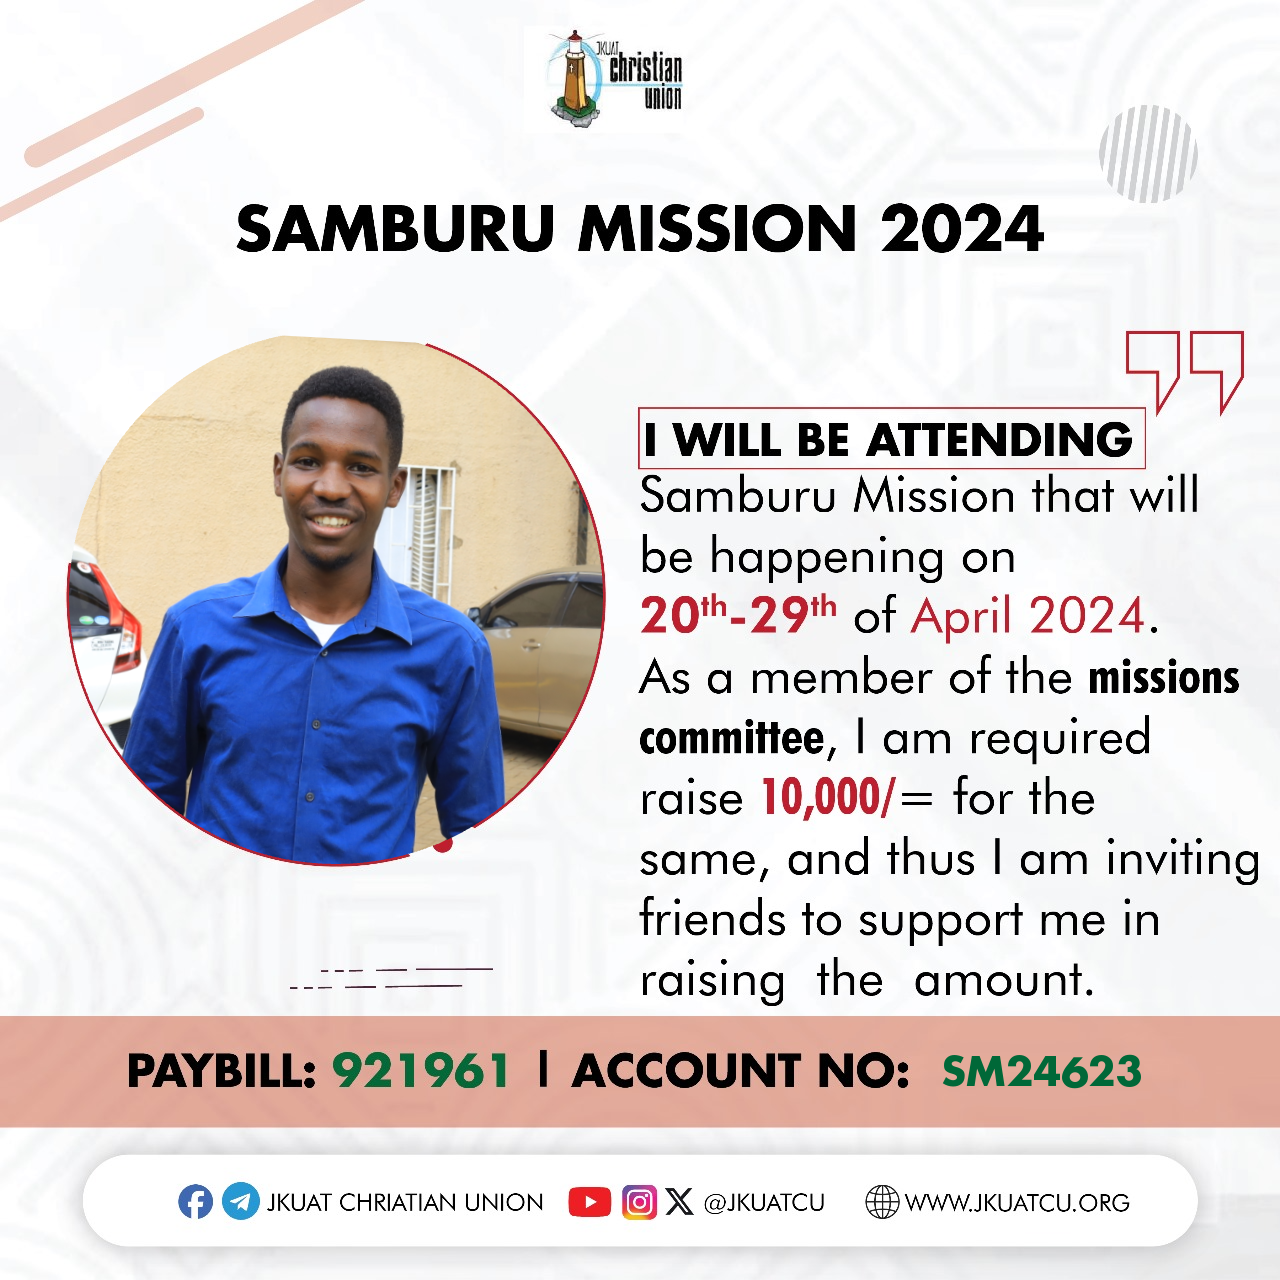 JKUAT
christian
union
SAMBURU MISSION 2024
I WILL BE ATTENDING
Samburu Mission that will
be happening on
20th-29th of April 2024.
As a member of the missions
committee, I am required
raise 10,000/= for the
same, and thus I am inviting
friends to support me in
raising the amount.
PAYBILL: 921961 | ACCOUNT NO: SM24623
JKUAT CHRIATIAN UNION @JKUATCU WWW.JKUATCU.ORG